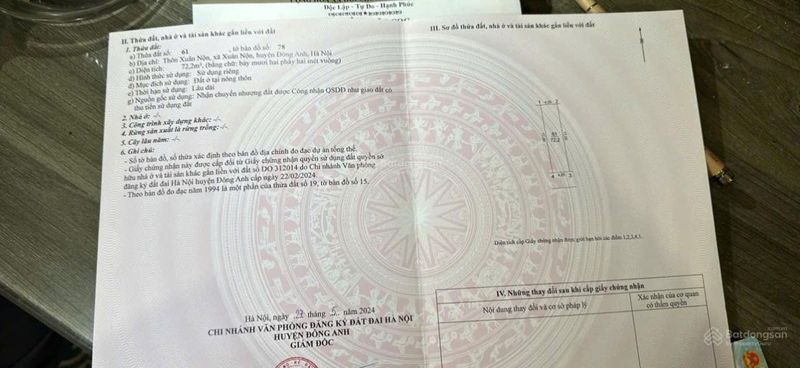 Độc Lập - Tự Do - Hạnh Phúc
II. Thửa đất, nhà ở và tài sản khác gắn liền với đất
1. Thửa đất:
a) Thửa đất số: 61 , tờ bản đồ số: 78
b) Địa chỉ: Thôn Xuân Nộn, xã Xuân Nộn, huyện Đông Anh, Hà Nội
c) Diện tích: 72,2m², (bằng chữ: bảy mươi hai phẩy hai mét vuông)
d) Hình thức sử dụng: Sử dụng riêng
đ) Mục đích sử dụng: Đất ở tại nông thôn
e) Thời hạn sử dụng: Lâu dài
g) Nguồn gốc sử dụng: Nhận chuyển nhượng đất được Công nhận QSDĐ như giao đất có
thu tiền sử dụng đất
2. Nhà ở: -/-
3. Công trình xây dựng khác: -/-
4. Rừng sản xuất là rừng trồng: -/-
5. Cây lâu năm: -/-
6. Ghi chú:
- Số tờ bản đồ, số thửa xác định theo bản đồ địa chính đo đạc dự án tổng thể.
- Giấy chứng nhận này được cấp đổi từ Giấy chứng nhận quyền sử dụng đất quyền sở
hữu nhà ở và tài sản khác gắn liền với đất số DO 312014 do Chi nhánh Văn phòng
đăng ký đất đai Hà Nội huyện Đông Anh cấp ngày 22/02/2024.
- Theo bản đồ đo đạc năm 1994 là một phần của thửa đất số 19, tờ bản đồ số 15.
Hà Nội, ngày tháng 5 năm 2024
CHI NHÁNH VĂN PHÒNG ĐĂNG KÝ ĐẤT ĐAI HÀ NỘI
HUYỆN ĐÔNG ANH
GIÁM ĐỐC
III. Sơ đồ thửa đất, nhà ở và tài sản khác gắn liền với đất
1 2
61
72.2
4 3
Diện tích cấp Giấy chứng nhận được giới hạn bởi các điểm 1,2,3,4,1.
IV. Những thay đổi sau khi cấp giấy chứng nhận
Nội dung thay đổi và cơ sở pháp lý
Xác nhận của cơ quan
có thẩm quyền
Batdongsan